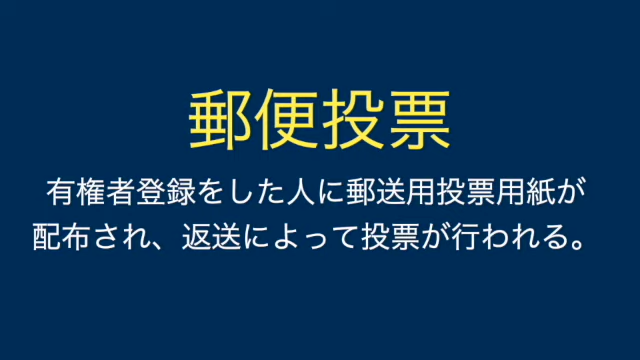 郵便投票
有権者登録をした人に郵送用投票用紙が
配布され、返送によって投票が行われる。